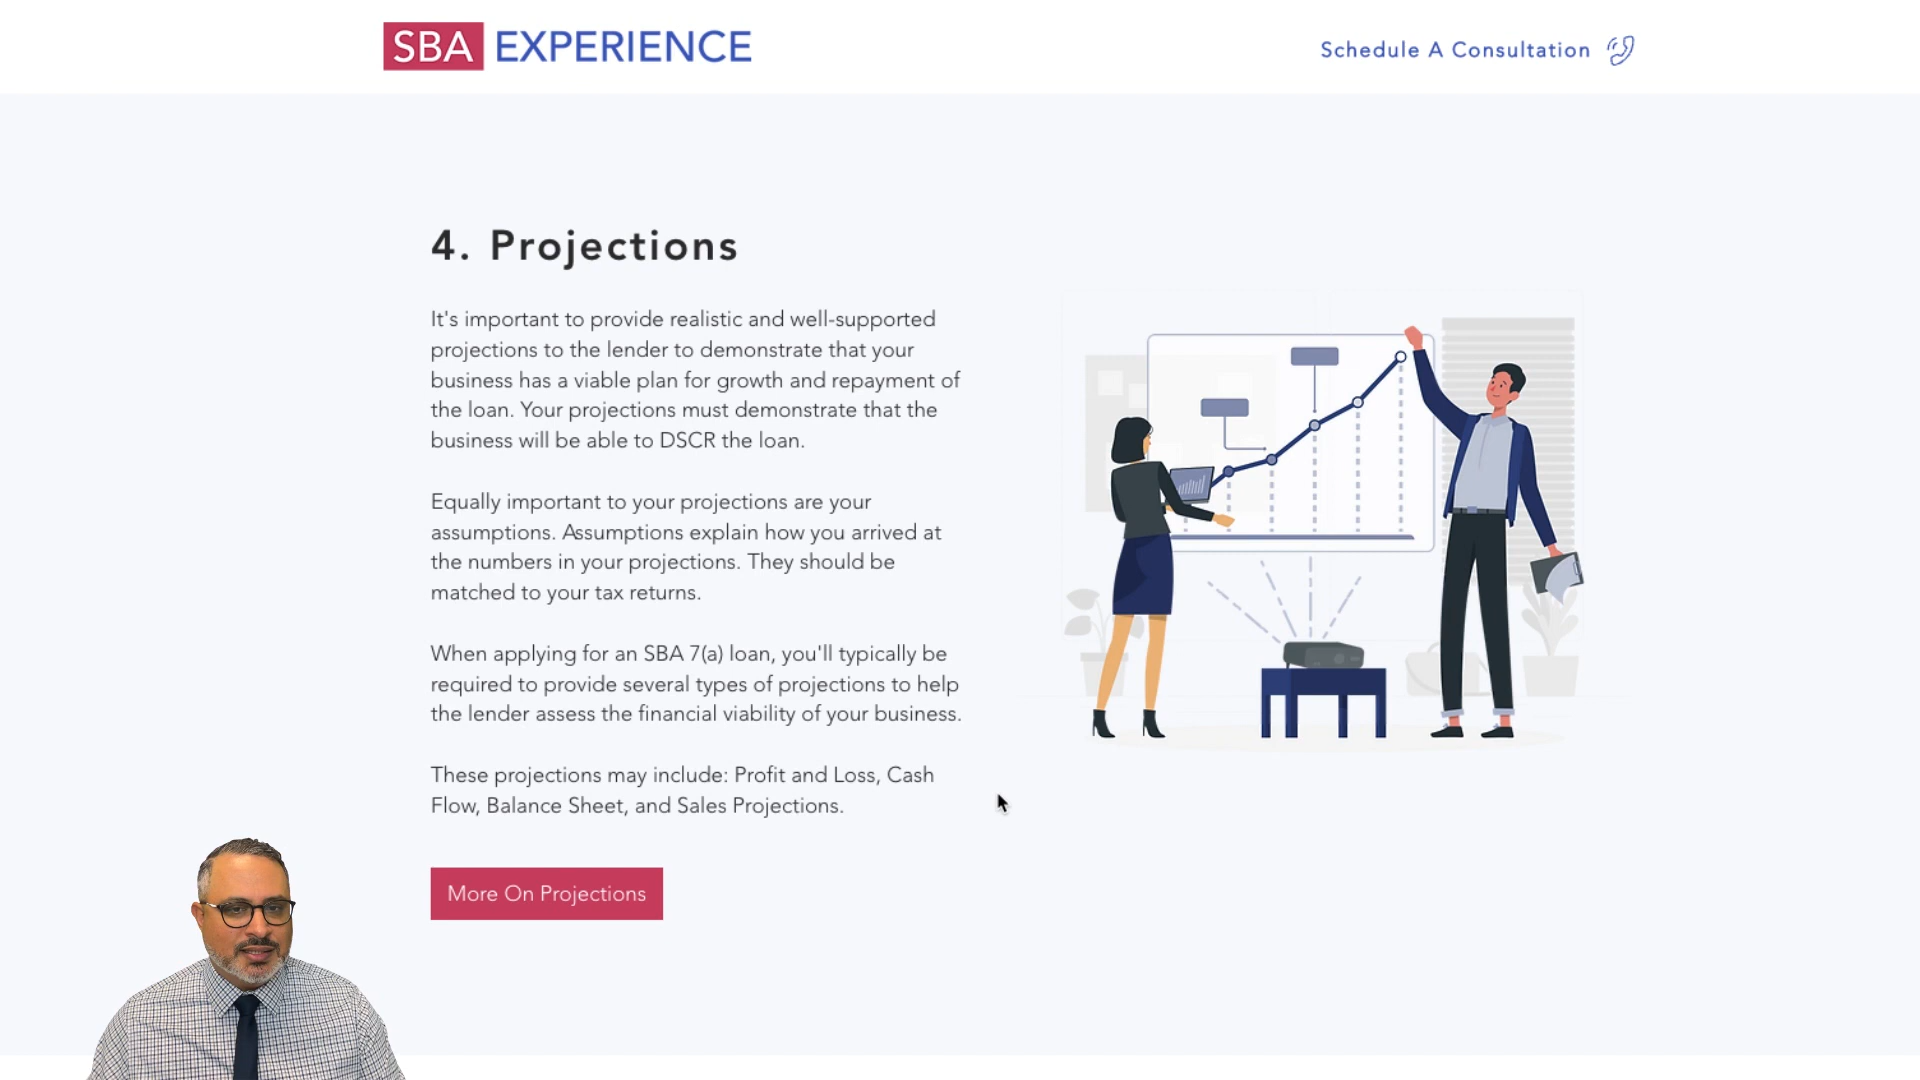 SBA EXPERIENCE
Schedule A Consultation
4. Projections
It's important to provide realistic and well-supported
projections to the lender to demonstrate that your
business has a viable plan for growth and repayment of
the loan. Your projections must demonstrate that the
business will be able to DSCR the loan.
Equally important to your projections are your
assumptions. Assumptions explain how you arrived at
the numbers in your projections. They should be
matched to your tax returns.
When applying for an SBA 7(a) loan, you'll typically be
required to provide several types of projections to help
the lender assess the financial viability of your business.
These projections may include: Profit and Loss, Cash
Flow, Balance Sheet, and Sales Projections.
More On Projections